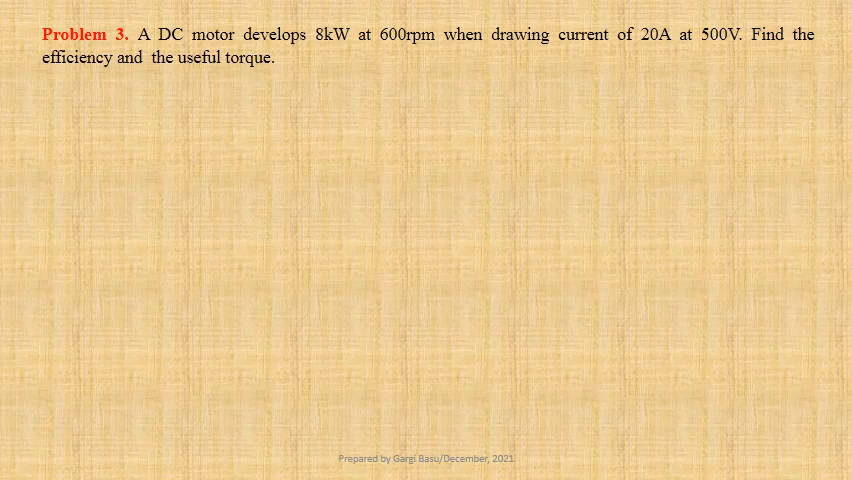 Problem 3. A DC motor develops 8kW at 600rpm when drawing current of 20A at 500V. Find the
efficiency and the useful torque.
Prepared by Gargi Basu/December, 2021